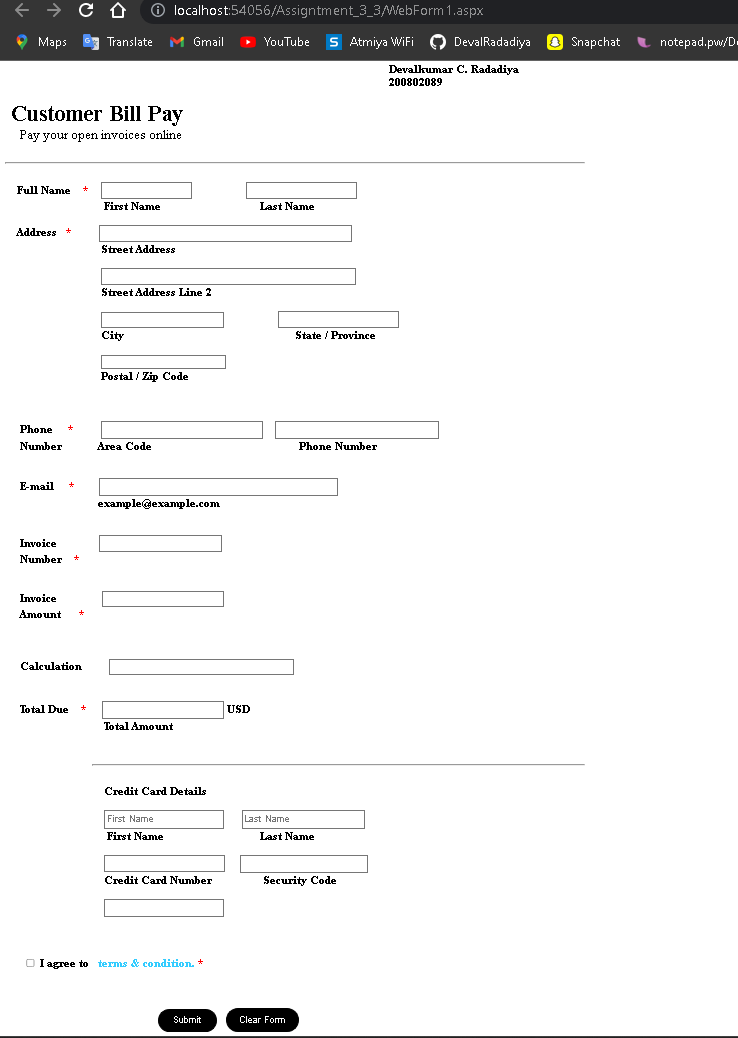 localhost:54056/Assigntment_3_3/WebForm1.aspx
Maps Translate Gmail YouTube S Atmiya WiFi DevalRadadiya Snapchat notepad.pw/D
Devalkumar C. Radadiya
200802089
Customer Bill Pay
Pay your open invoices online
Full Name *
First Name Last Name
Address *
Street Address
Street Address Line 2
City State / Province
Postal / Zip Code
Phone *
Number Area Code Phone Number
E-mail *
example@example.com
Invoice
Number *
Invoice
Amount *
Calculation
Total Due * USD
Total Amount
Credit Card Details
First Name Last Name
First Name Last Name
Credit Card Number Security Code
I agree to terms & condition. *
Submit Clear Form